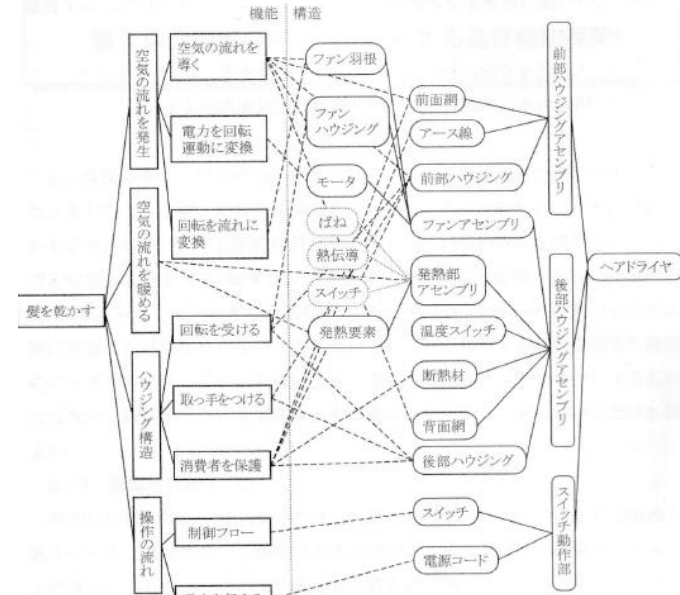 機能 構造
空気の流れを
導く
ファン羽根
空気の流れを発生
前面網
前部ハウジングアセンブリ
ファン
ハウジング
電力を回転
運動に変換
アース線
モータ
前部ハウジング
ばね
ファンアセンブリ
回転を流れに
変換
空気の流れを暖める
熱伝導
発熱部
アセンブリ
ヘアドライヤ
スイッチ
髪を乾かす
回転を受ける
発熱要素
温度スイッチ
後部ハウジングアセンブリ
ハウジング構造
取っ手をつける
断熱材
背面網
消費者を保護
後部ハウジング
操作の流れ
制御フロー
スイッチ
スイッチ動作部
電源コード